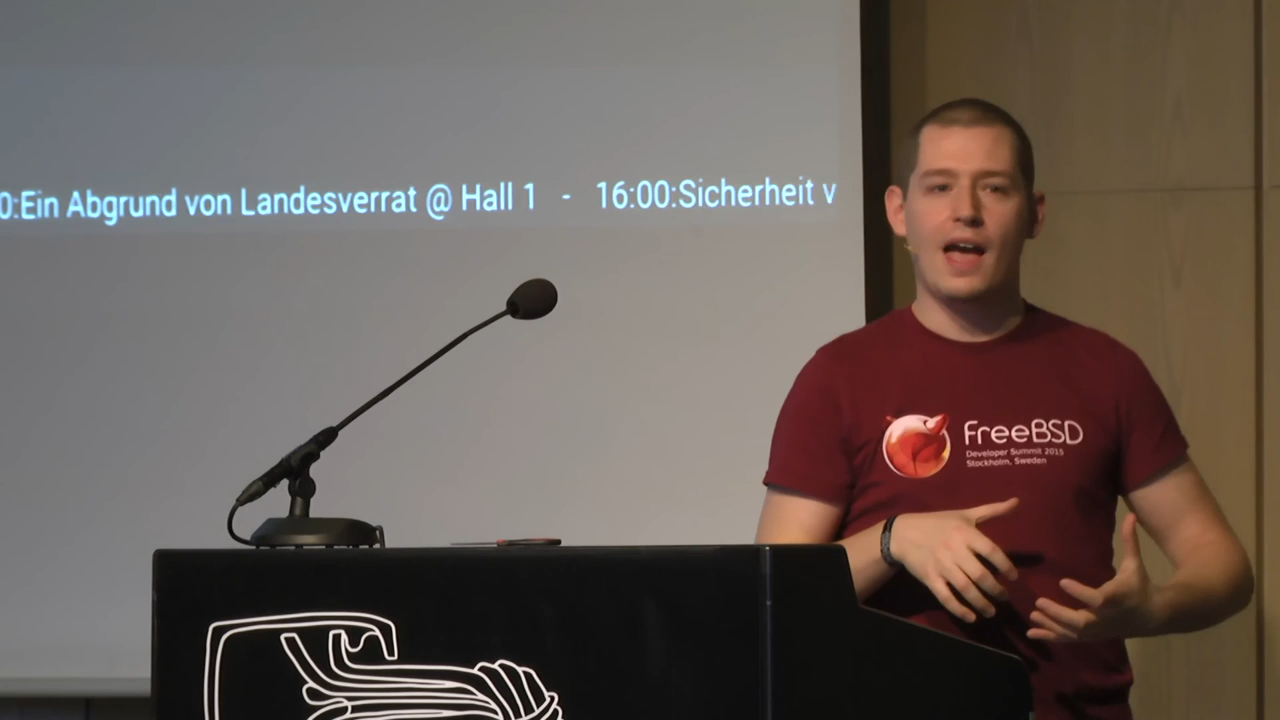 0:Ein Abgrund von Landesverrat @ Hall 1 - 16:00:Sicherheit v
FreeBSD
Developer Summit 2015
Stockholm, Sweden